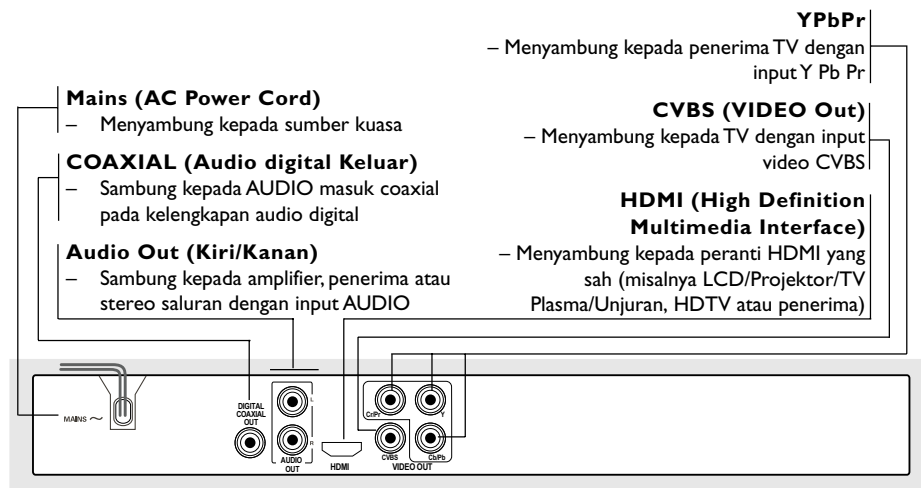 YPbPr
– Menyambung kepada penerima TV dengan
input Y Pb Pr
Mains (AC Power Cord)
– Menyambung kepada sumber kuasa
CVBS (VIDEO Out)
– Menyambung kepada TV dengan input
video CVBS
COAXIAL (Audio digital Keluar)
– Sambung kepada AUDIO masuk coaxial
pada kelengkapan audio digital
HDMI (High Definition
Multimedia Interface)
– Menyambung kepada peranti HDMI yang
sah (misalnya LCD/Projektor/TV
Plasma/Unjuran, HDTV atau penerima)
Audio Out (Kiri/Kanan)
– Sambung kepada amplifier, penerima atau
stereo saluran dengan input AUDIO
MAINS ~
DIGITAL
COAXIAL
OUT
L
R
AUDIO
OUT
HDMI
Cr/Pr
Y
CVBS
Cb/Pb
VIDEO OUT